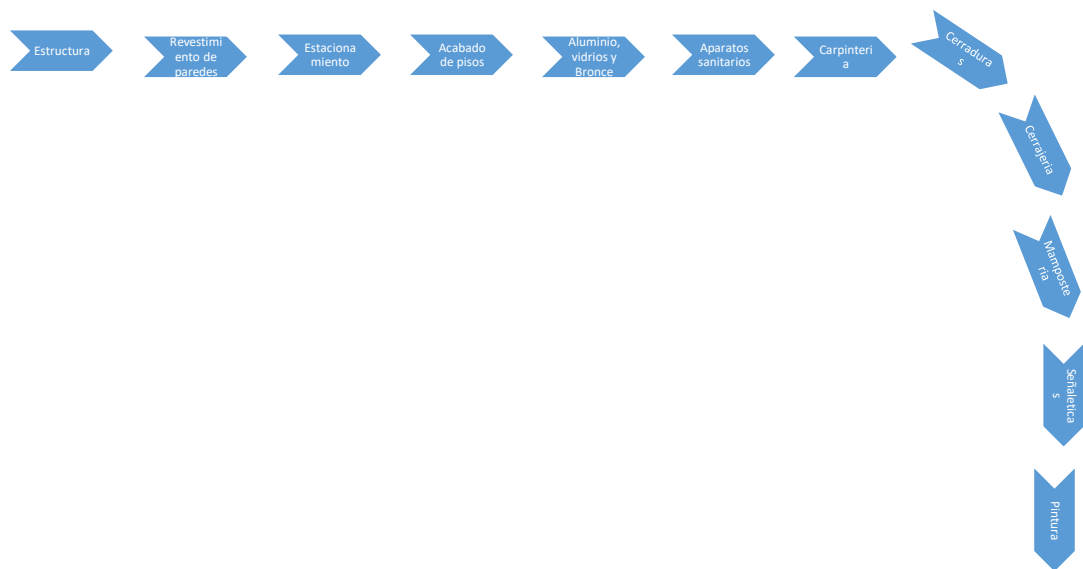 Estructura
Revestimi
ento de
paredes
Estaciona
miento
Acabado
de pisos
Aluminio,
vidrios y
Bronce
Aparatos
sanitarios
Carpinteri
a
Cerradura
s
Cerrajeria
Mamposte
ria
Señaletica
s
Pintura